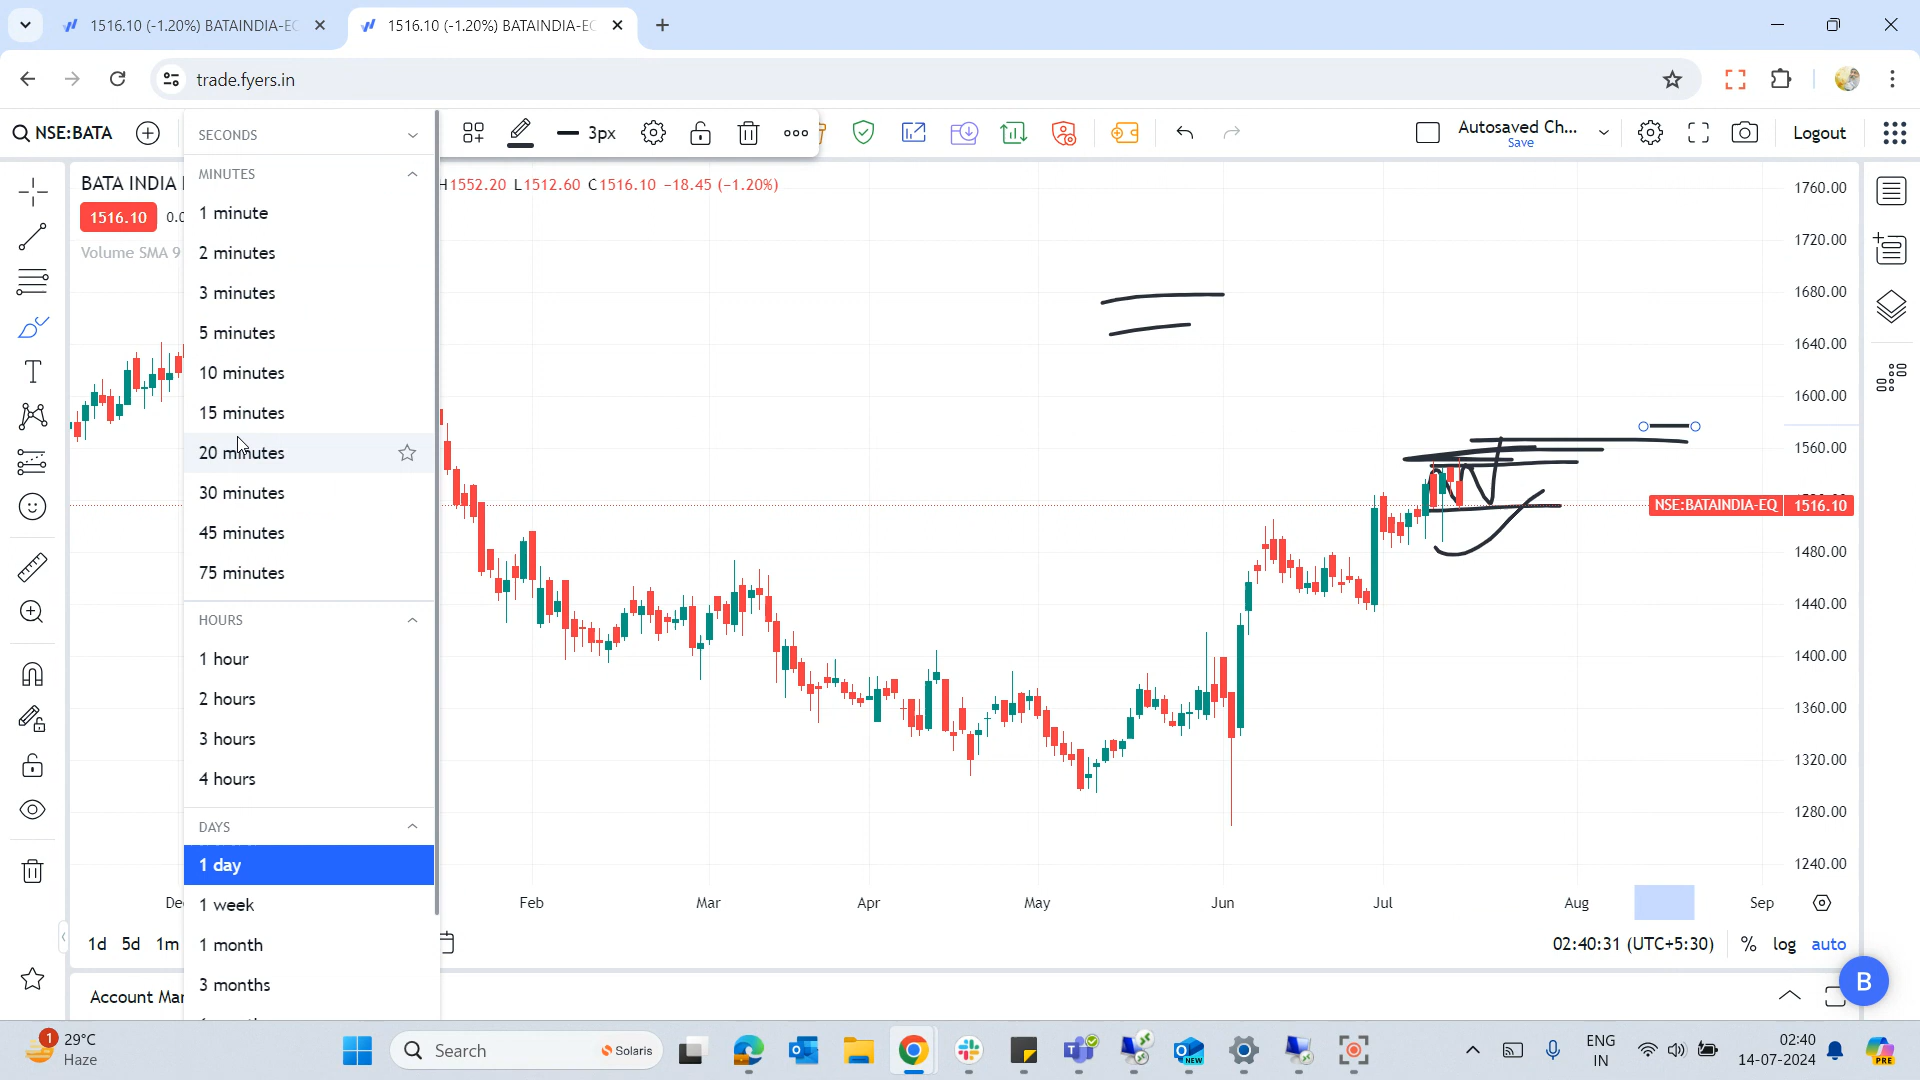 1516.10 (-1.20%) BATAINDIA-EQ
1516.10 (-1.20%) BATAINDIA-EQ
trade.fyers.in
NSE:BATA
3px
Autosaved Ch...
Save
Logout
BATA INDIA
H1552.20 L1512.60 C1516.10 −18.45 (−1.20%)
1516.10
Volume SMA 9
SECONDS
MINUTES
1 minute
2 minutes
3 minutes
5 minutes
10 minutes
15 minutes
20 minutes
30 minutes
45 minutes
75 minutes
HOURS
1 hour
2 hours
3 hours
4 hours
DAYS
1 day
1 week
1 month
3 months
1760.00
1720.00
1680.00
1640.00
1600.00
1560.00
NSE:BATAINDIA-EQ 1516.10
1480.00
1440.00
1400.00
1360.00
1320.00
1280.00
1240.00
Feb Mar Apr May Jun Jul Aug Sep
1d 5d 1m
02:40:31 (UTC+5:30) % log auto
Account Man
B
1
29°C
Haze
Search
Solaris
NEW
ENG
IN
02:40
14-07-2024
PRE